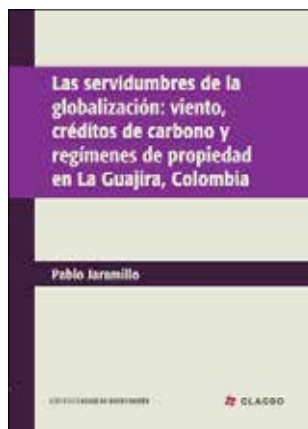 Las servidumbres de la
globalización: viento,
créditos de carbono y
regímenes de propiedad
en La Guajira, Colombia
Pablo Jaramillo
CLACSO